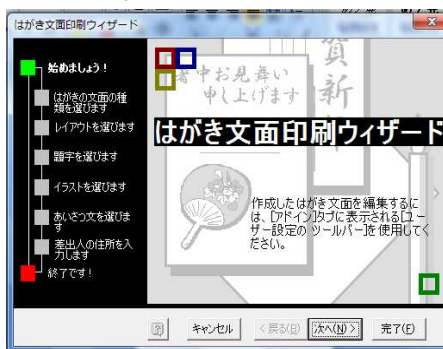 はがき文面印刷ウィザード
始めましょう！
はがきの文面の種
類を選びます
レイアウトを選びます
題字を選びます
イラストを選びます
あいさつ文を選びま
す
差出人の住所を入
力します
終了です！
賀新
暑中お見舞い
申し上げます
はがき文面印刷ウィザード
作成したはがき文面を編集するに
は、[アドイン]タブに表示される[ユー
ザー設定の ツールバー]を使用してく
ださい。
キャンセル
< 戻る(B)
次へ(N) >
完了(F)